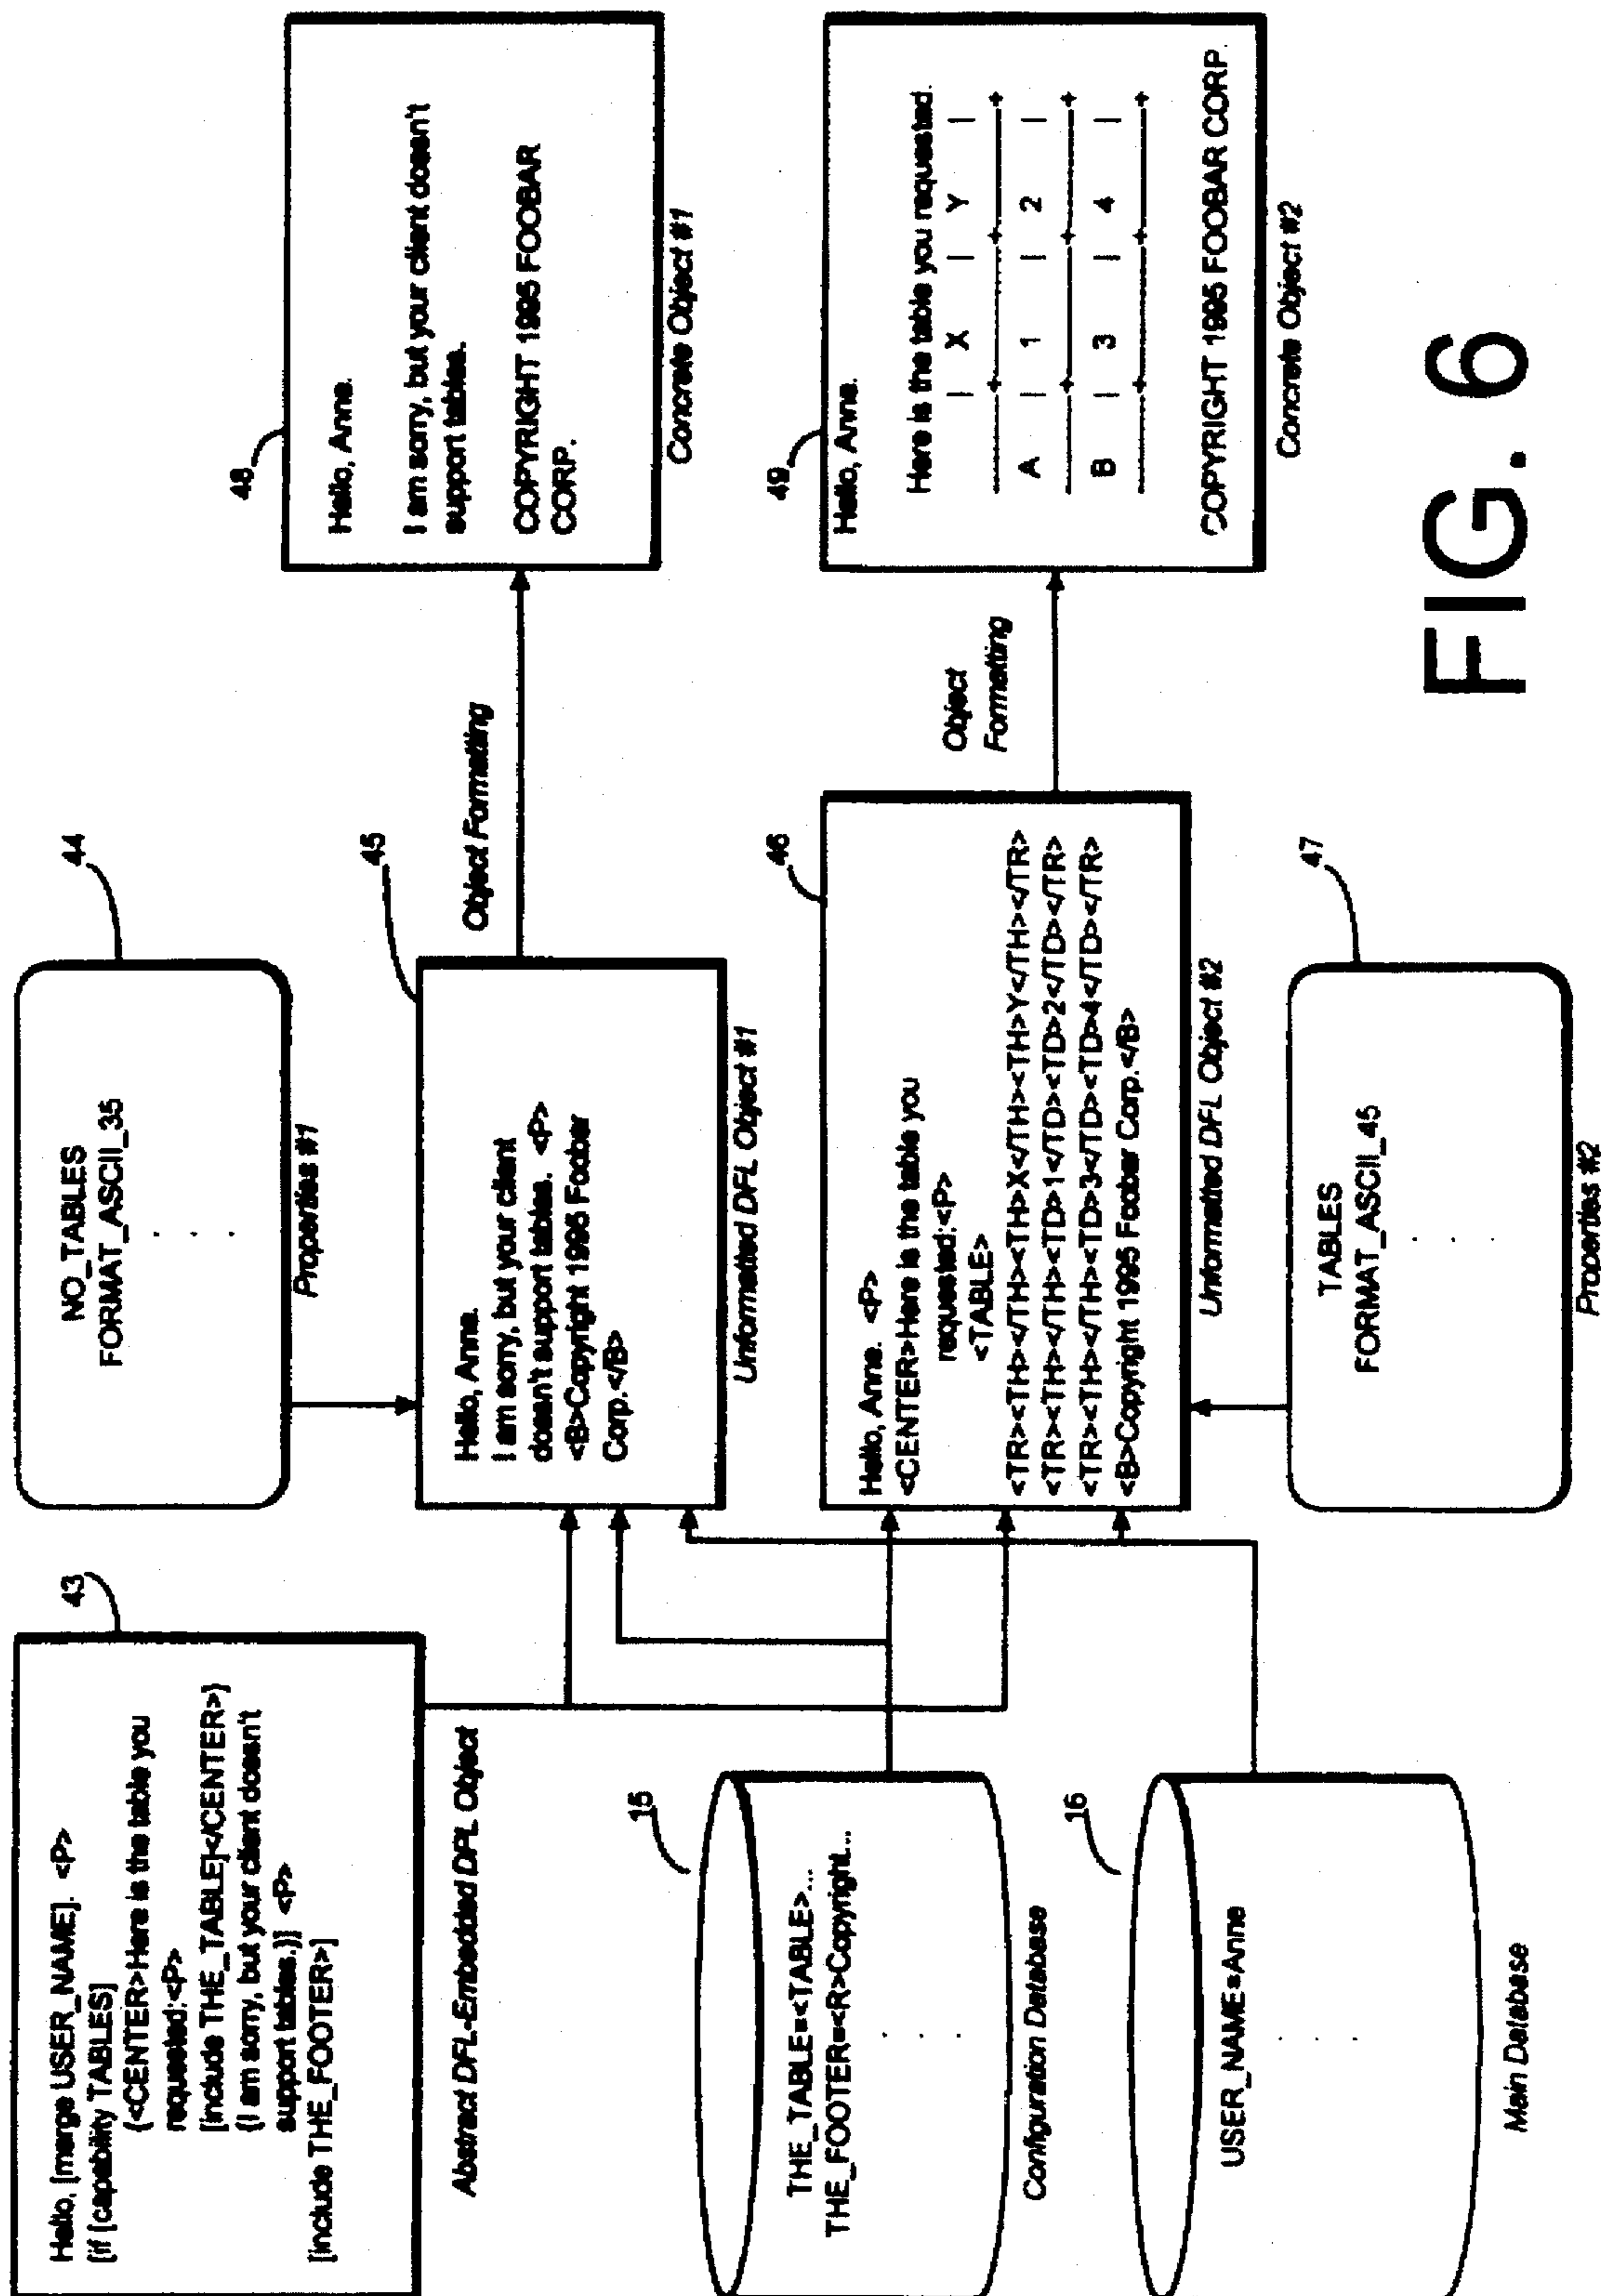 43
Hello, [merge USER_NAME]. <P>
[if [capability TABLES]
{<CENTER>Here is the table you
requested:<P>
[include THE_TABLE]</CENTER>}
{I am sorry, but your client doesn't
support tables.}] <P>
[include THE_FOOTER>]
Abstract DFL-Embedded DPL Object
15
THE_TABLE=<TABLE>...
THE_FOOTER=<R>Copyright...
Configuration Database
16
USER_NAME=Anne
Main Database
44
NO_TABLES
FORMAT_ASCII_35
Properties #1
45
Hello, Anne.
I am sorry, but your client
doesn't support tables. <P>
<B>Copyright 1995 Foober
Corp.</B>
Unformatted DFL Object #1
46
Hello, Anne. <P>
<CENTER>Here is the table you
requested:<P>
<TABLE>
<TR><TH></TH><TH>X</TH><TH>Y</TH></TR>
<TR><TH></TH><TD>1</TD><TD>2</TD></TR>
<TR><TH></TH><TD>3</TD><TD>4</TD></TR>
<B>Copyright 1995 Foober Corp.</B>
Unformatted DFL Object #2
47
TABLES
FORMAT_ASCII_45
Properties #2
Object Formatting
48
Hello, Anne.
I am sorry, but your client doesn't
support tables.
COPYRIGHT 1995 FOOBAR
CORP.
Concrete Object #1
Object
Formatting
49
Hello, Anne.
Here is the table you requested.
| X | Y |
A | 1 | 2 |
B | 3 | 4 |
COPYRIGHT 1995 FOOBAR CORP.
Concrete Object #2
FIG. 6